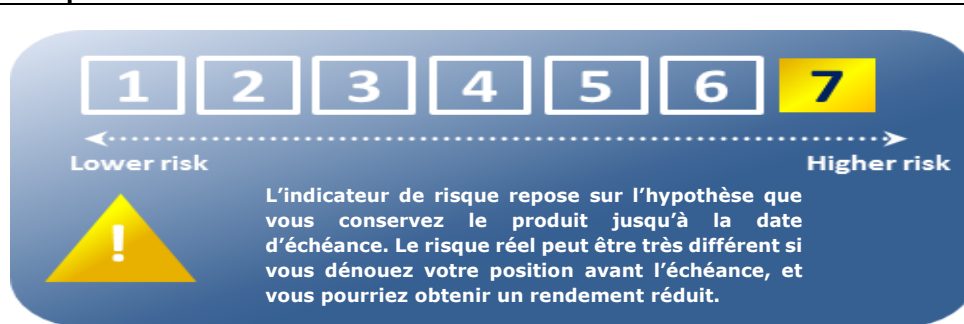 1 2 3 4 5 6 7
Lower risk Higher risk
!
L’indicateur de risque repose sur l’hypothèse que
vous conservez le produit jusqu’à la date
d’échéance. Le risque réel peut être très différent si
vous dénouez votre position avant l’échéance, et
vous pourriez obtenir un rendement réduit.